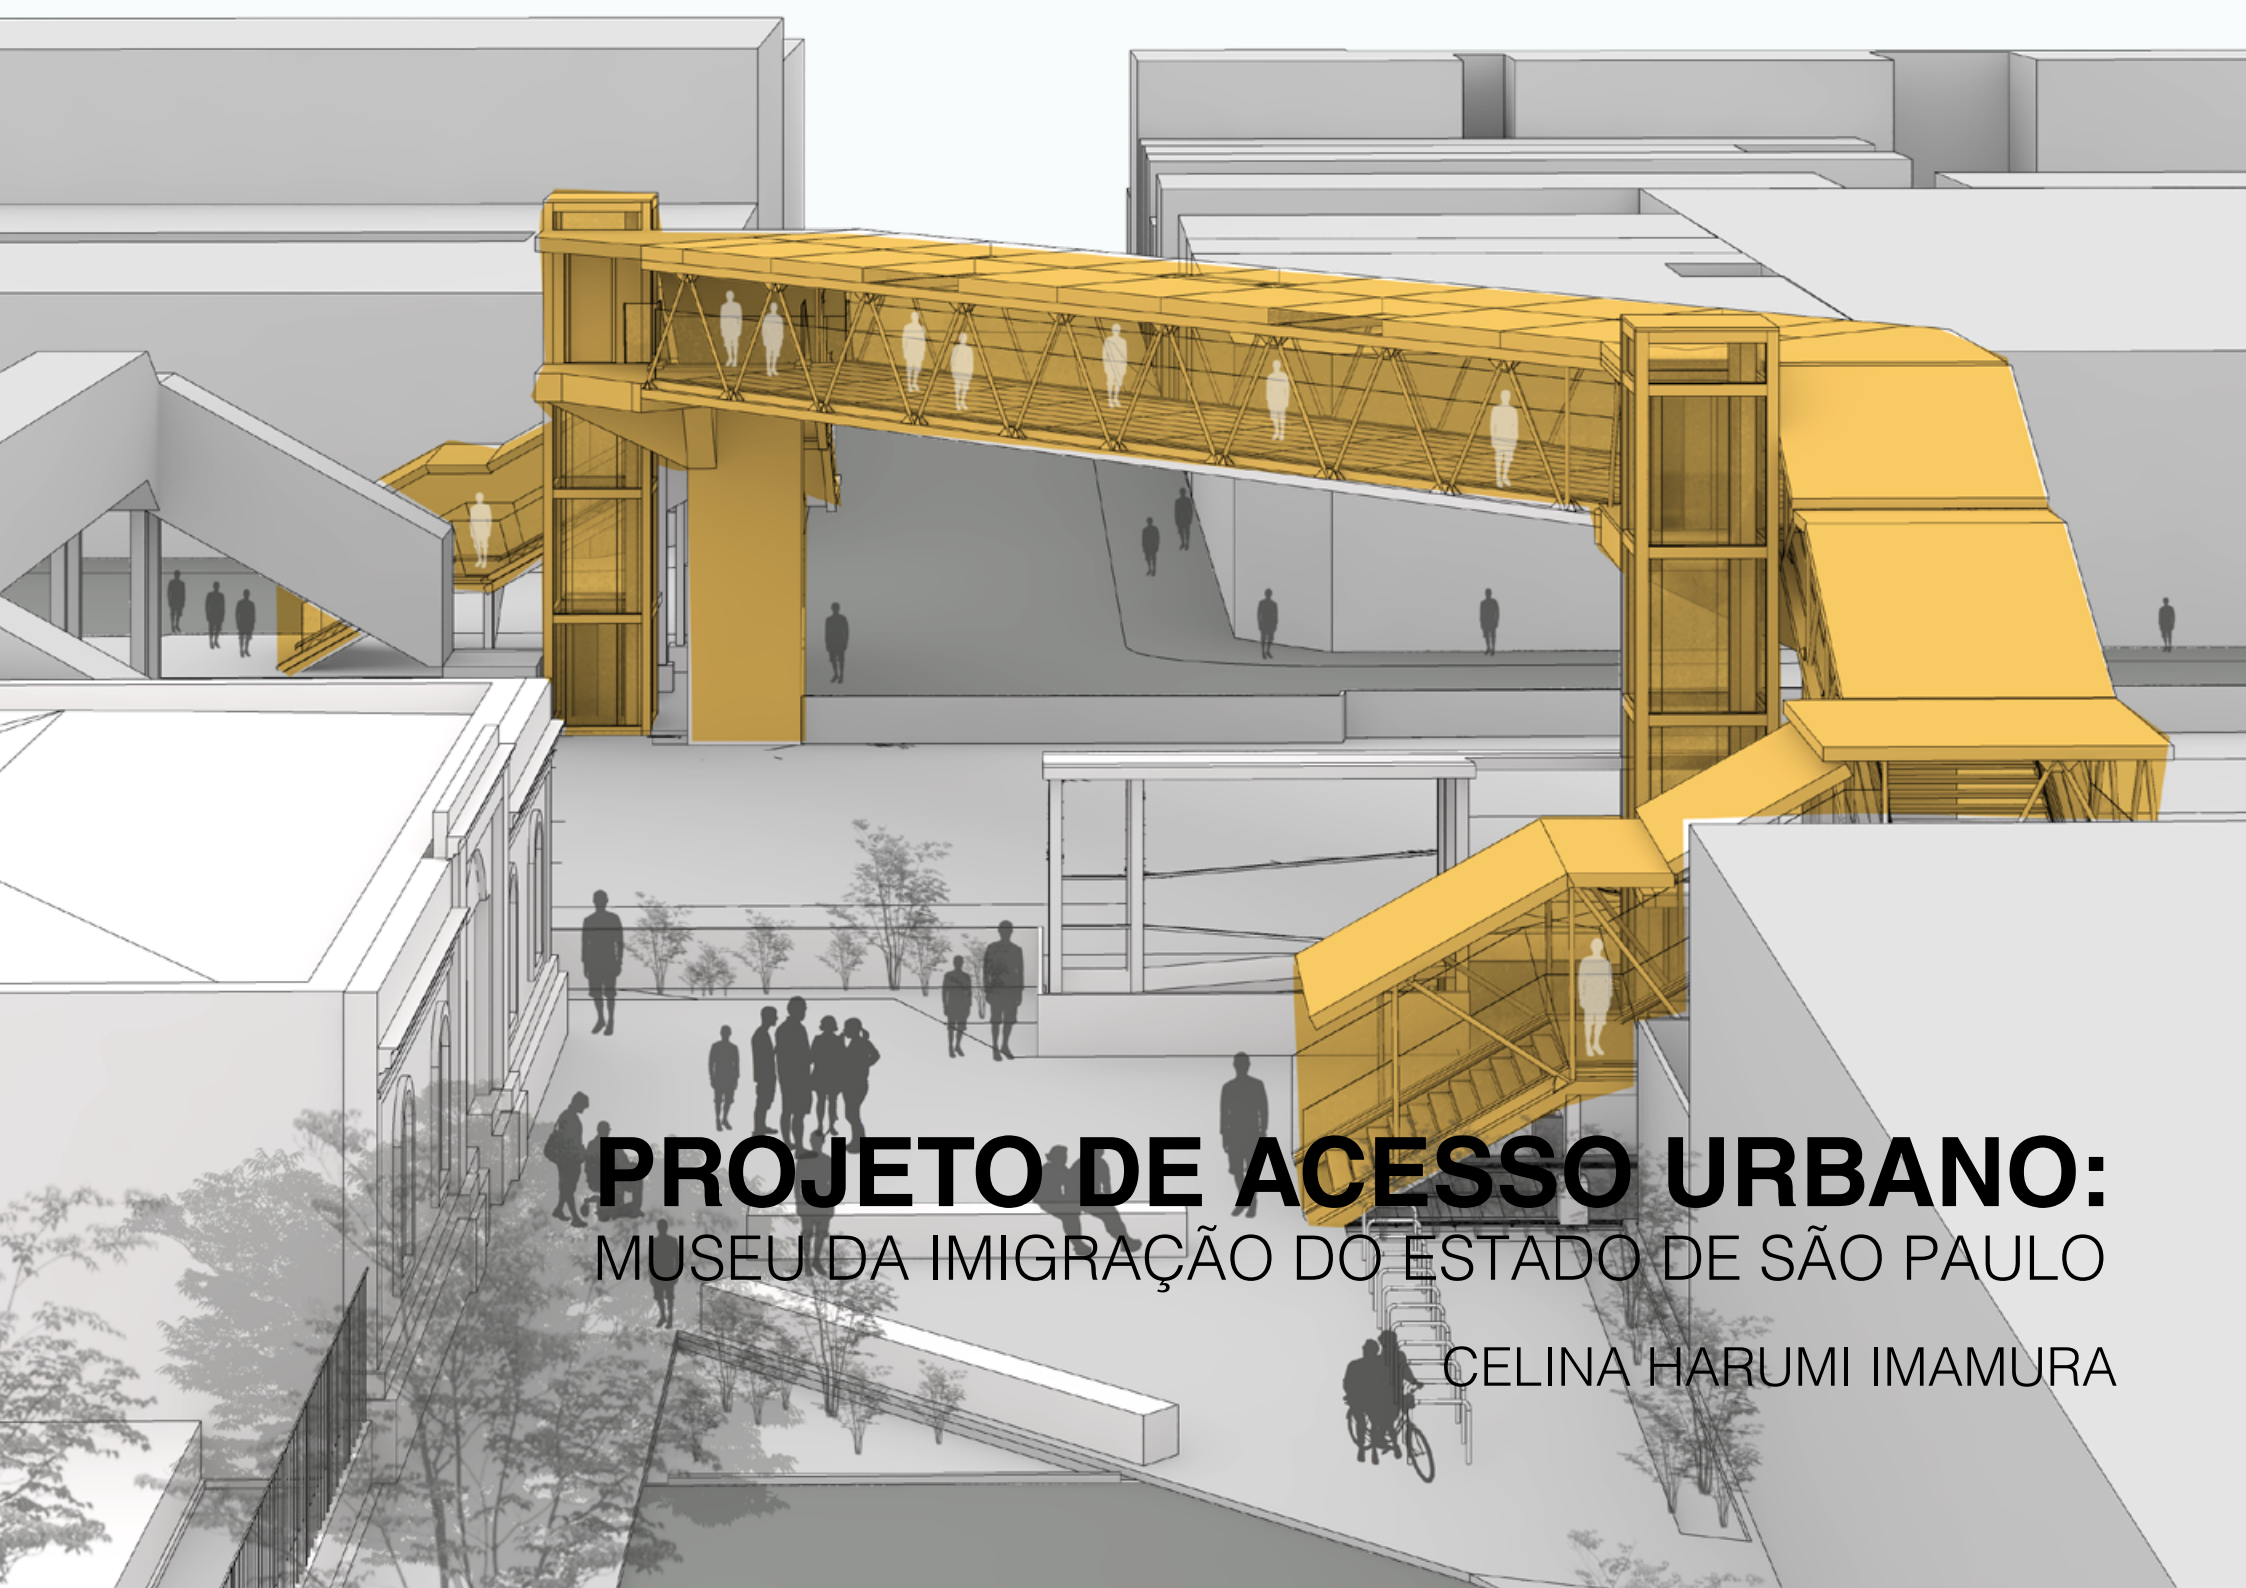 PROJETO DE ACESSO URBANO:
MUSEU DA IMIGRAÇÃO DO ESTADO DE SÃO PAULO
CELINA HARUMI IMAMURA